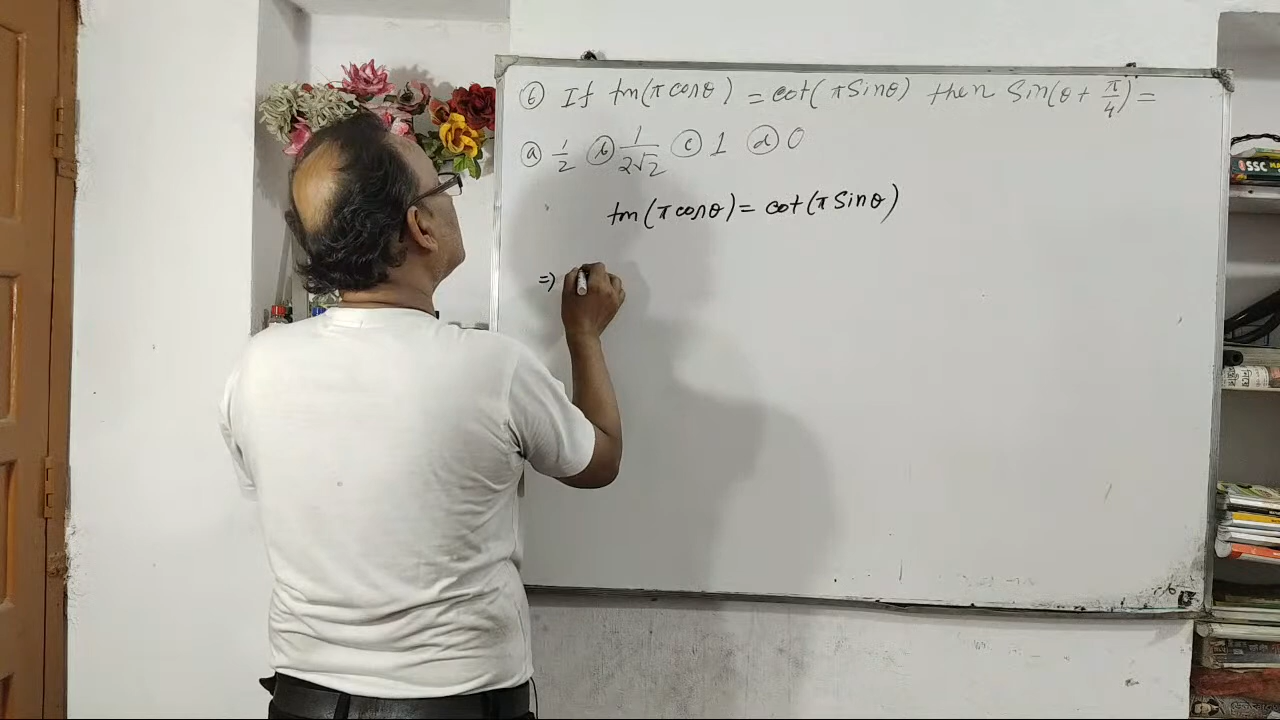 ⑥ If tan(π cosθ) = cot(π Sinθ) then Sin(θ + π/4) =
ⓐ 1/2 ⓑ 1/2√2 ⓒ 1 ⓓ 0
tan(π cosθ) = cot(π Sinθ)
⇒
SSC